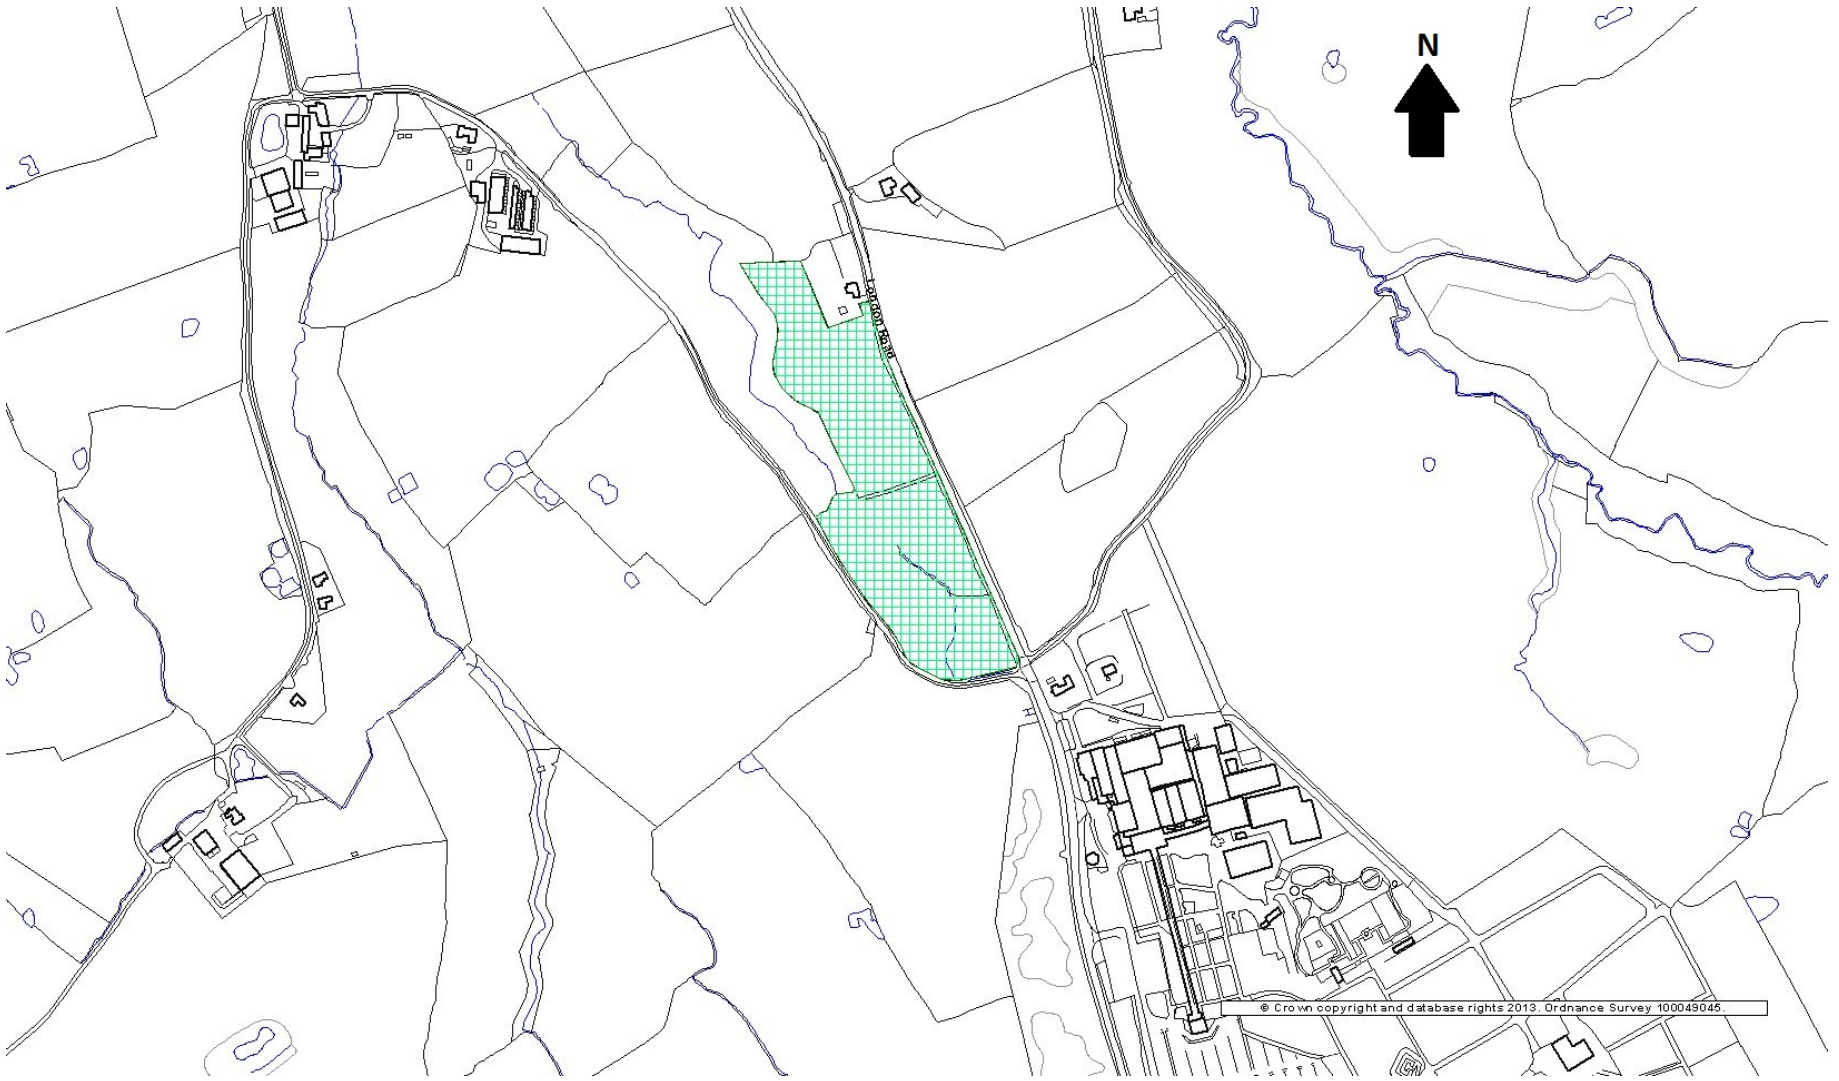 N
London Road
© Crown copyright and database rights 2013. Ordnance Survey 100049045.